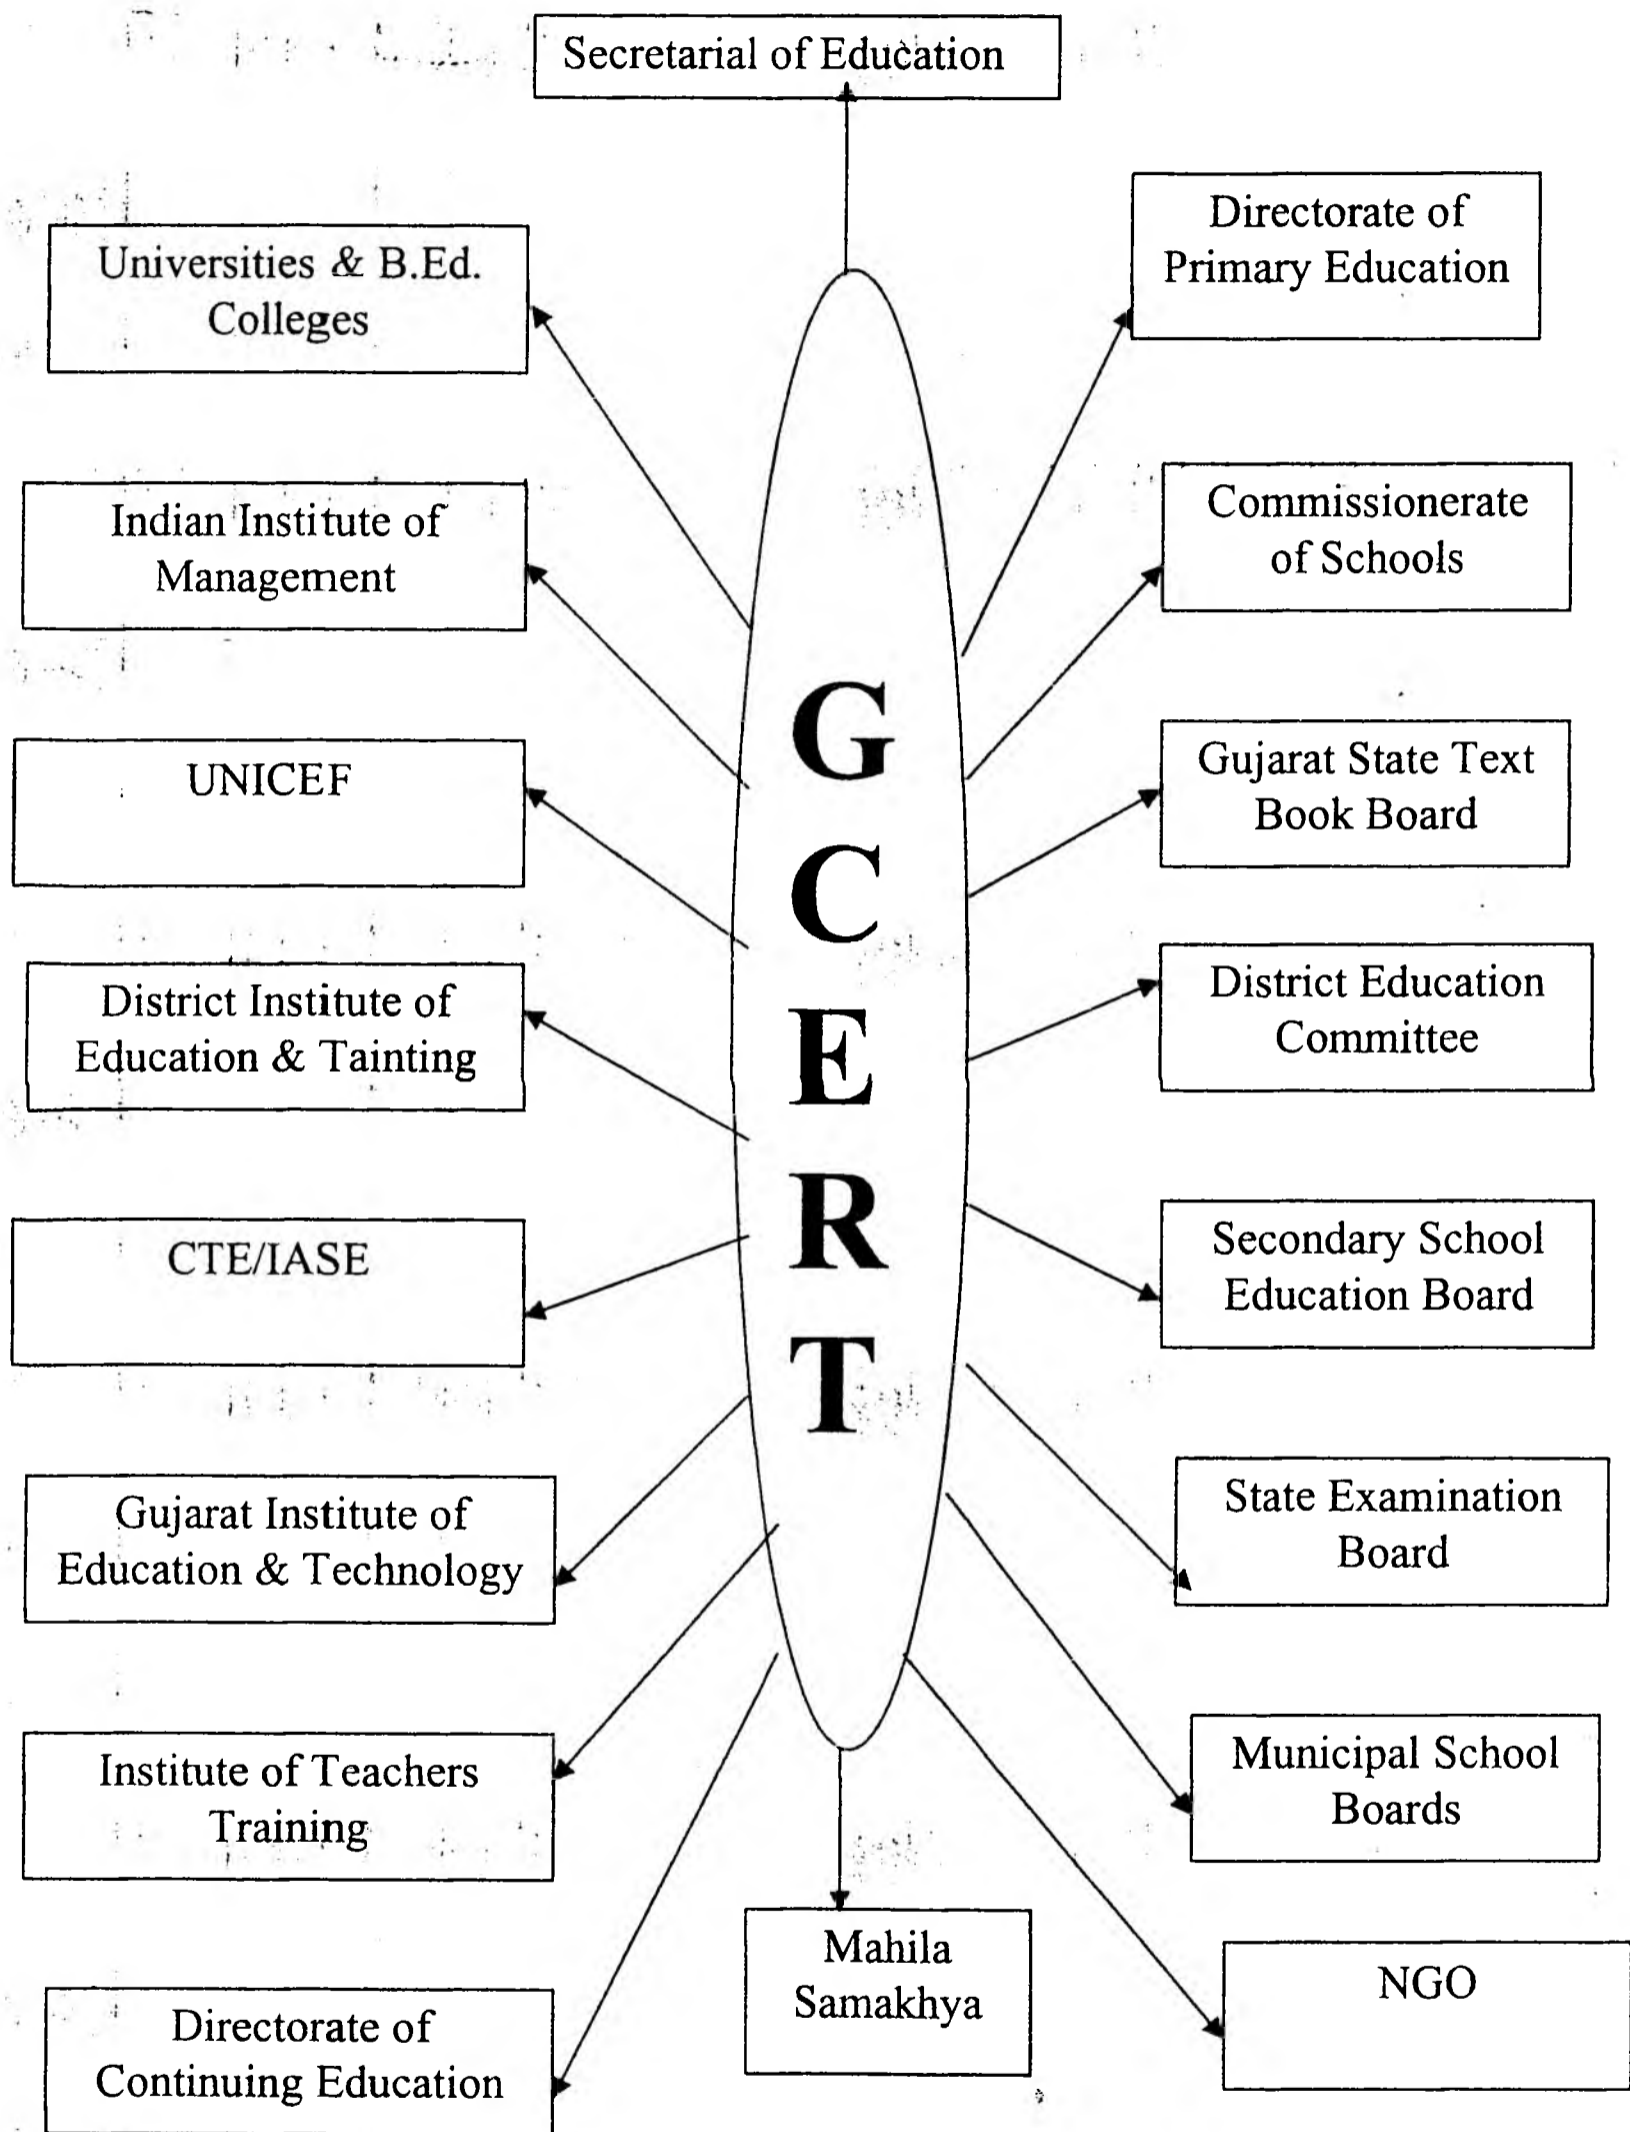 Secretarial of Education
Directorate of
Primary Education
Universities & B.Ed.
Colleges
Commissionerate
of Schools
Indian Institute of
Management
G
C
E
R
T
Gujarat State Text
Book Board
UNICEF
District Education
Committee
District Institute of
Education & Tainting
Secondary School
Education Board
CTE/IASE
State Examination
Board
Gujarat Institute of
Education & Technology
Municipal School
Boards
Institute of Teachers
Training
Mahila
Samakhya
NGO
Directorate of
Continuing Education